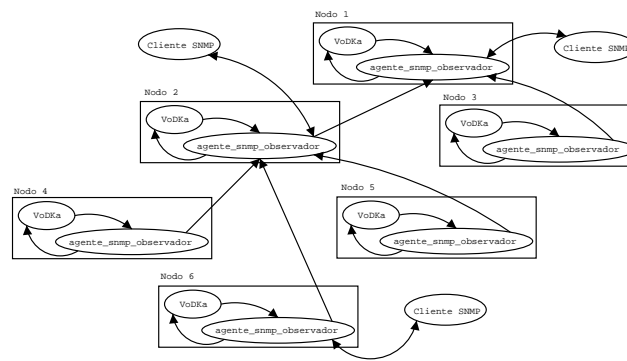 Nodo 1
Cliente SNMP
VoDKa
agente_snmp_observador
Cliente SNMP
Nodo 2
VoDKa
agente_snmp_observador
Nodo 3
VoDKa
agente_snmp_observador
Nodo 4
VoDKa
agente_snmp_observador
Nodo 5
VoDKa
agente_snmp_observador
Nodo 6
VoDKa
agente_snmp_observador
Cliente SNMP